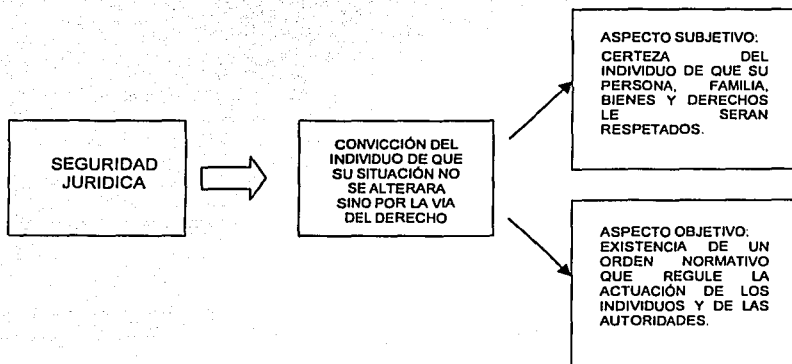 SEGURIDAD
JURIDICA
CONVICCIÓN DEL
INDIVIDUO DE QUE
SU SITUACIÓN NO
SE ALTERARA
SINO POR LA VIA
DEL DERECHO
ASPECTO SUBJETIVO:
CERTEZA DEL
INDIVIDUO DE QUE SU
PERSONA, FAMILIA,
BIENES Y DERECHOS
LE SERAN
RESPETADOS.
ASPECTO OBJETIVO:
EXISTENCIA DE UN
ORDEN NORMATIVO
QUE REGULE LA
ACTUACIÓN DE LOS
INDIVIDUOS Y DE LAS
AUTORIDADES.